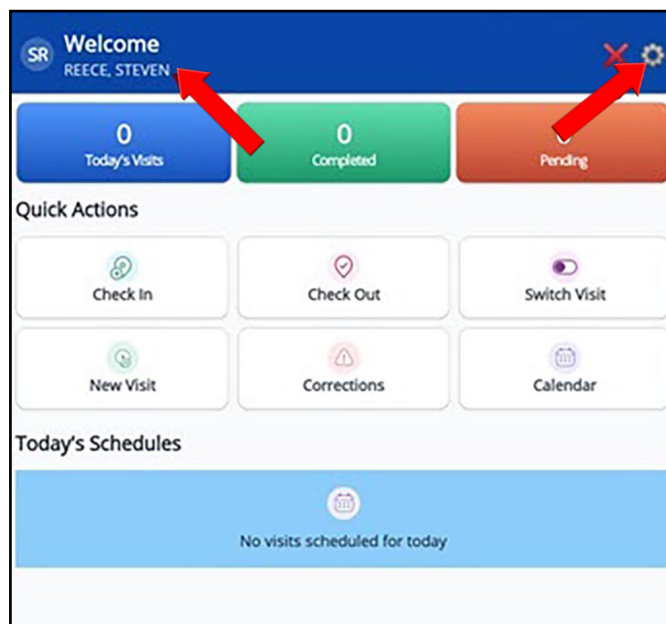 SR
Welcome
REECE, STEVEN
0
Today's Visits
0
Completed
Pending
Quick Actions
Check In
Check Out
Switch Visit
New Visit
Corrections
Calendar
Today's Schedules
No visits scheduled for today